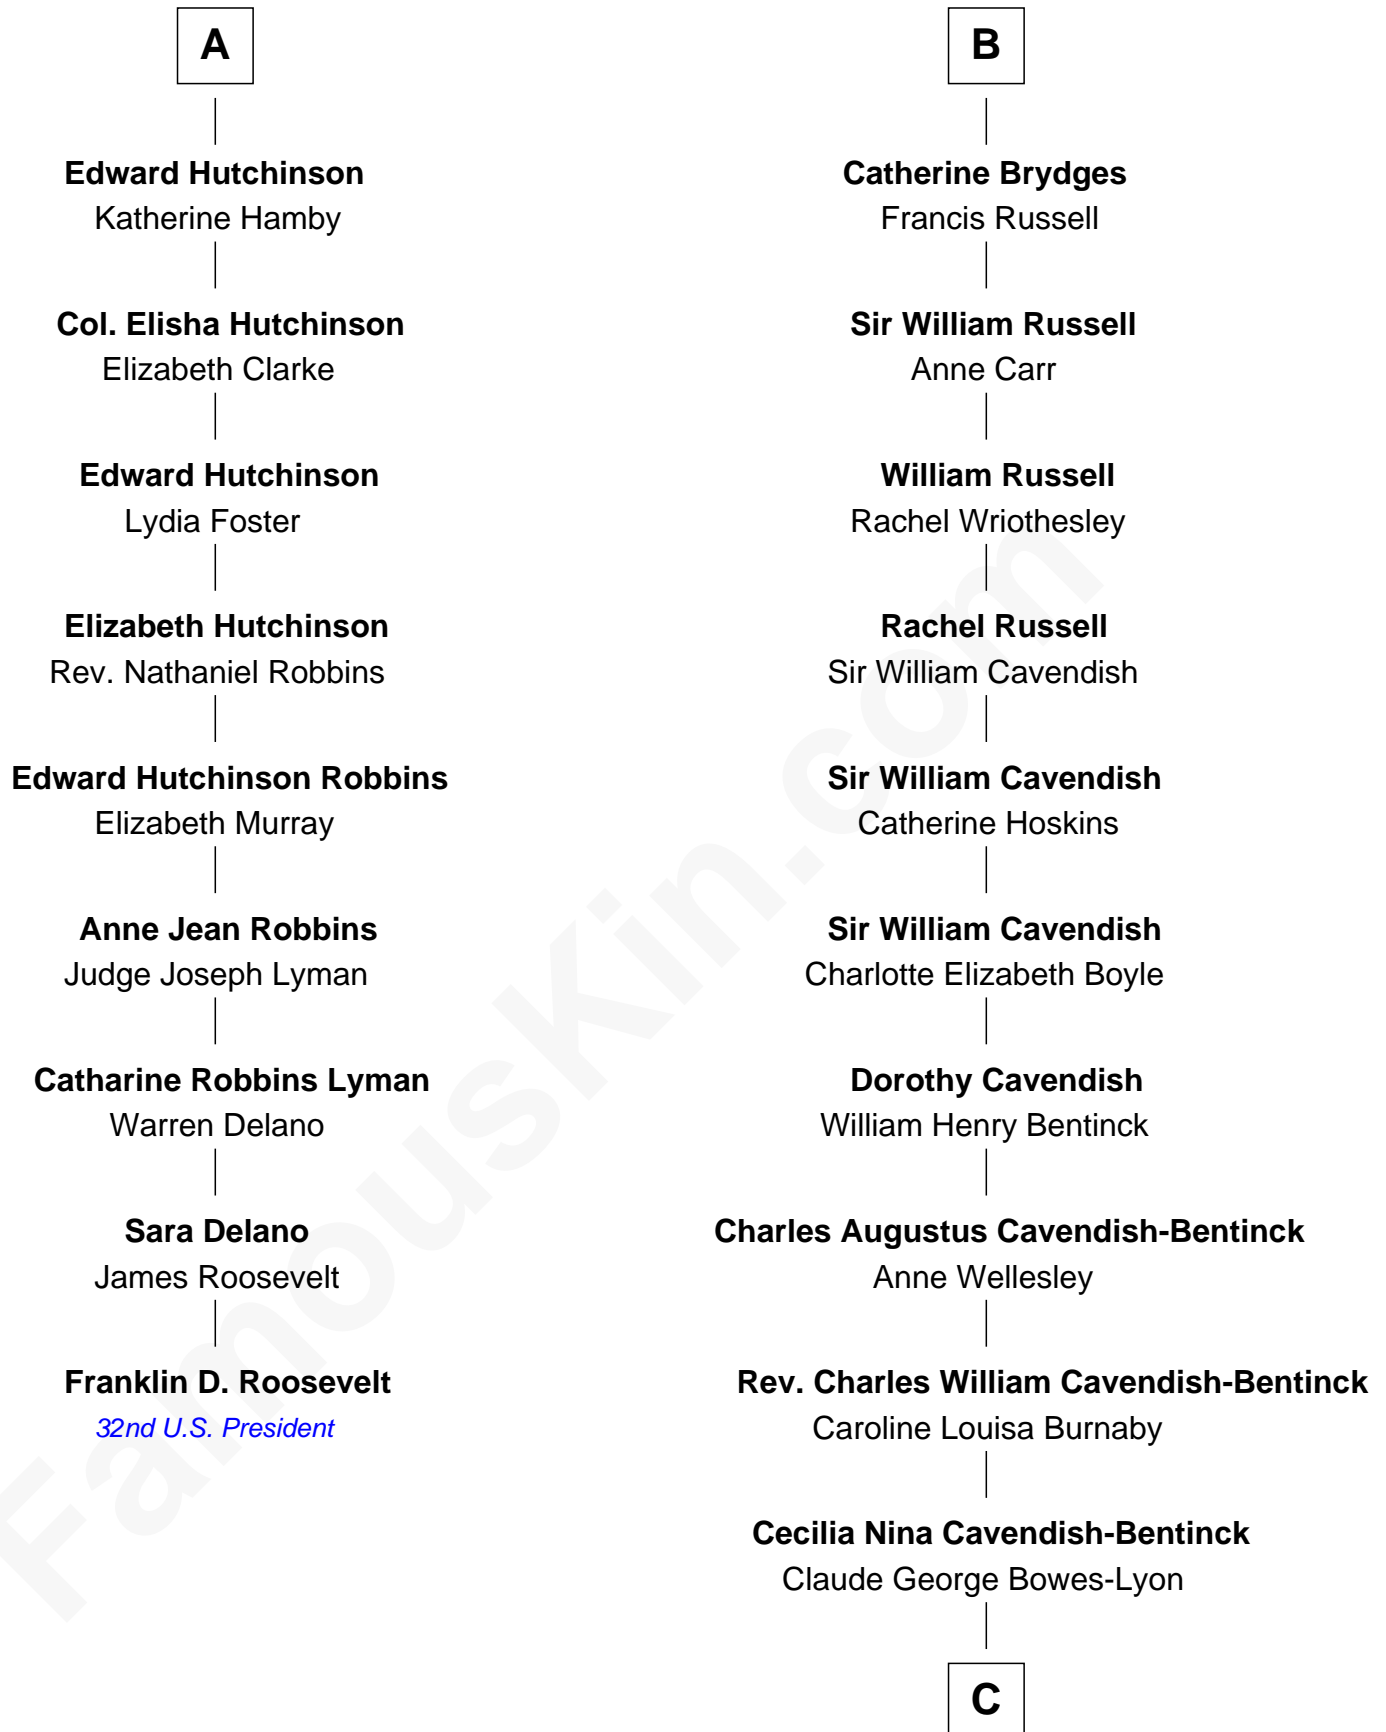 A
Edward Hutchinson
Katherine Hamby
Col. Elisha Hutchinson
Elizabeth Clarke
Edward Hutchinson
Lydia Foster
Elizabeth Hutchinson
Rev. Nathaniel Robbins
Edward Hutchinson Robbins
Elizabeth Murray
Anne Jean Robbins
Judge Joseph Lyman
Catharine Robbins Lyman
Warren Delano
Sara Delano
James Roosevelt
Franklin D. Roosevelt
32nd U.S. President
B
Catherine Brydges
Francis Russell
Sir William Russell
Anne Carr
William Russell
Rachel Wriothesley
Rachel Russell
Sir William Cavendish
Sir William Cavendish
Catherine Hoskins
Sir William Cavendish
Charlotte Elizabeth Boyle
Dorothy Cavendish
William Henry Bentinck
Charles Augustus Cavendish-Bentinck
Anne Wellesley
Rev. Charles William Cavendish-Bentinck
Caroline Louisa Burnaby
Cecilia Nina Cavendish-Bentinck
Claude George Bowes-Lyon
C
FamousKin.com